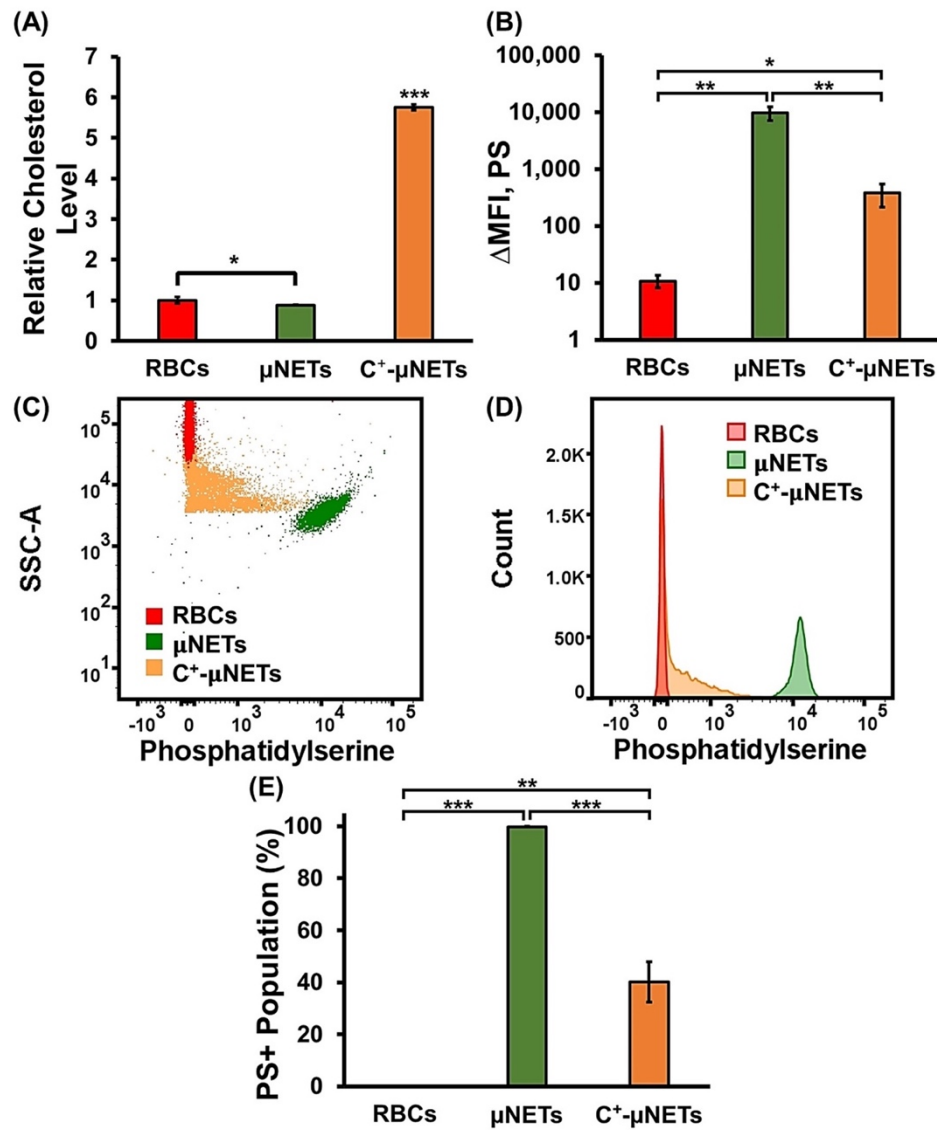 (A)
Relative Cholesterol
Level
7
6
5
4
3
2
1
0
*
***
RBCs
µNETs
C⁺-µNETs
(B)
ΔMFI, PS
100,000
10,000
1,000
100
10
1
*
**
**
RBCs
µNETs
C⁺-µNETs
(C)
SSC-A
10⁵
10⁴
10³
10²
10¹
RBCs
µNETs
C⁺-µNETs
-10³ 0 10³ 10⁴ 10⁵
Phosphatidylserine
(D)
Count
2.0K
1.5K
1.0K
500
0
RBCs
µNETs
C⁺-µNETs
-10³ 0 10³ 10⁴ 10⁵
Phosphatidylserine
(E)
PS+ Population (%)
100
80
60
40
20
0
**
***
***
RBCs
µNETs
C⁺-µNETs